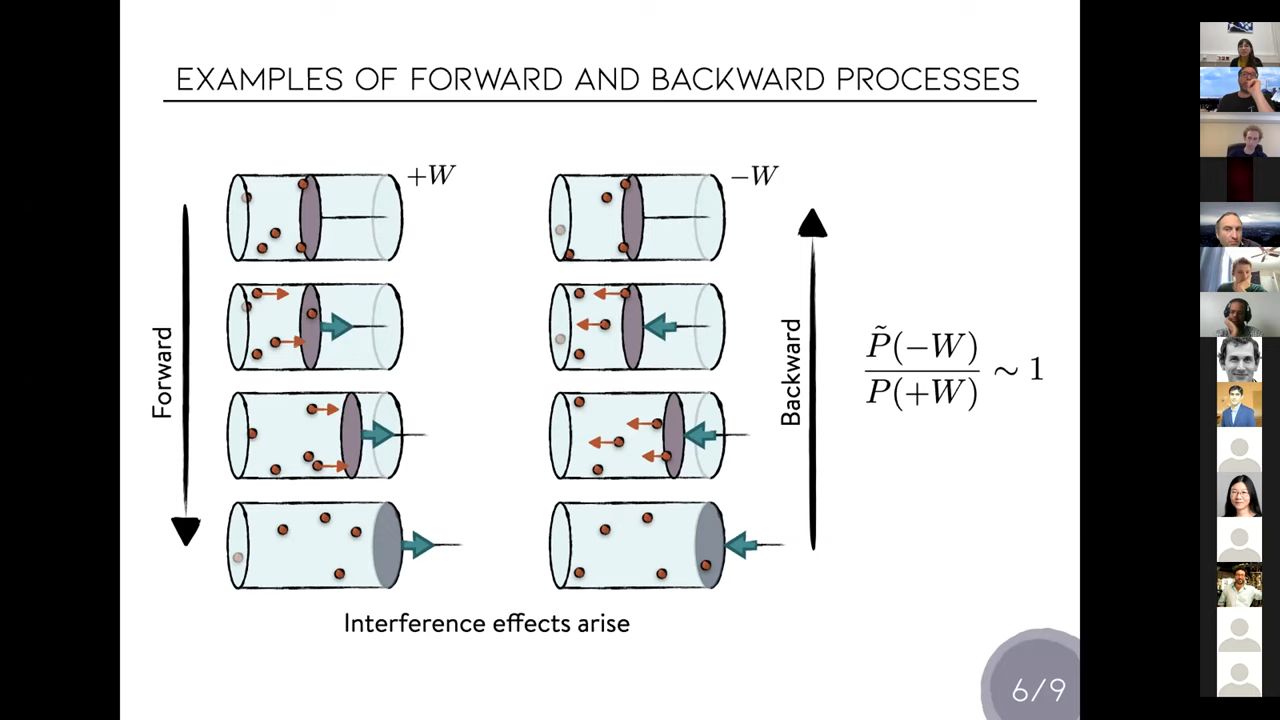 EXAMPLES OF FORWARD AND BACKWARD PROCESSES
+W
−W
Forward
Backward
P̃(−W)
P(+W)
∼ 1
Interference effects arise
6/9